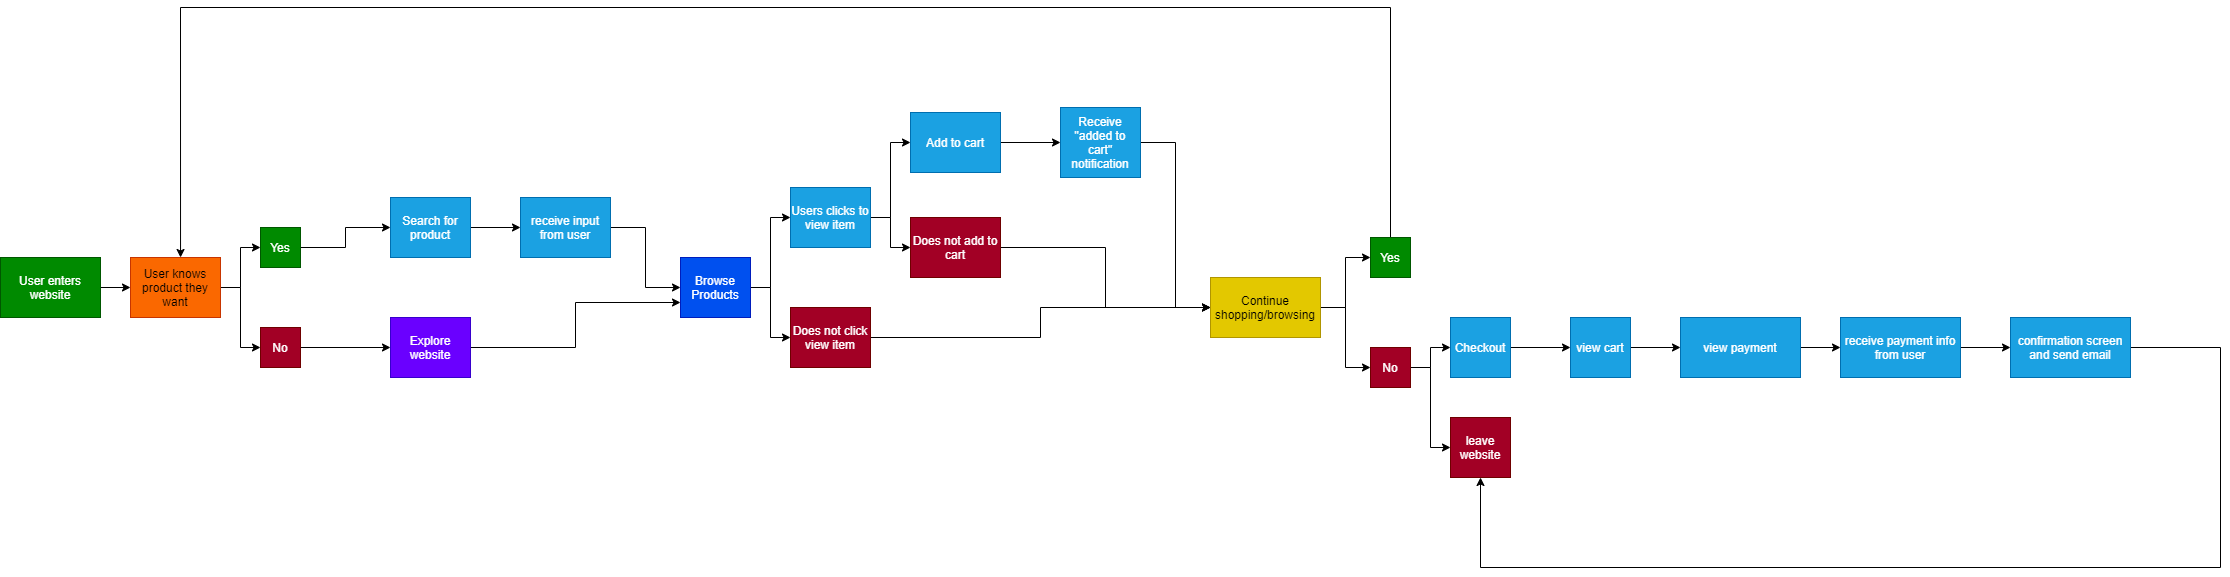 User enters
website
User knows
product they
want
Yes
No
Search for
product
receive input
from user
Explore
website
Browse
Products
Users clicks to
view item
Does not click
view item
Add to cart
Does not add to
cart
Receive
"added to
cart"
notification
Continue
shopping/browsing
Yes
No
Checkout
view cart
view payment
receive payment info
from user
confirmation screen
and send email
leave
website